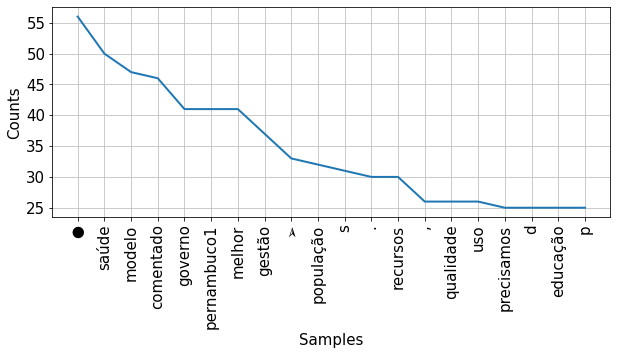 Counts
55
50
45
40
35
30
25
●
saúde
modelo
comentado
governo
pernambuco1
melhor
gestão
➢
população
s
.
recursos
,
qualidade
uso
precisamos
d
educação
p
Samples